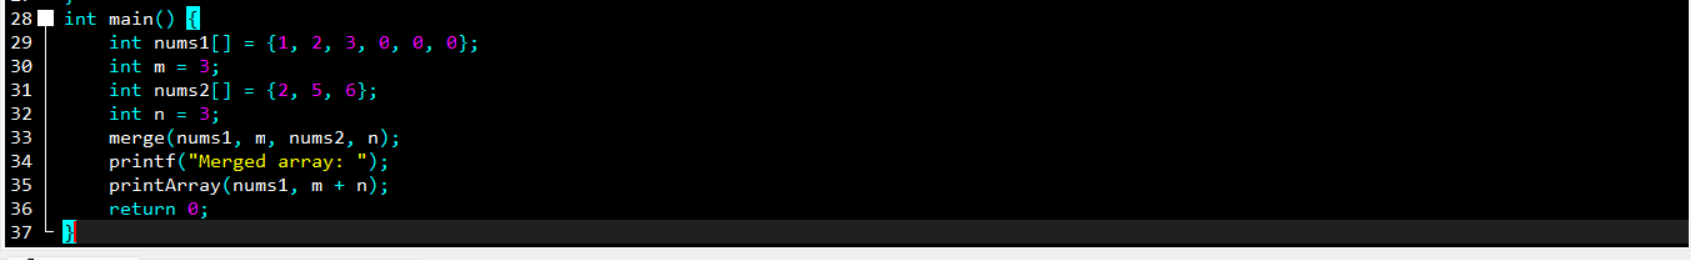 28 int main() {
29 int nums1[] = {1, 2, 3, 0, 0, 0};
30 int m = 3;
31 int nums2[] = {2, 5, 6};
32 int n = 3;
33 merge(nums1, m, nums2, n);
34 printf("Merged array: ");
35 printArray(nums1, m + n);
36 return 0;
37 }